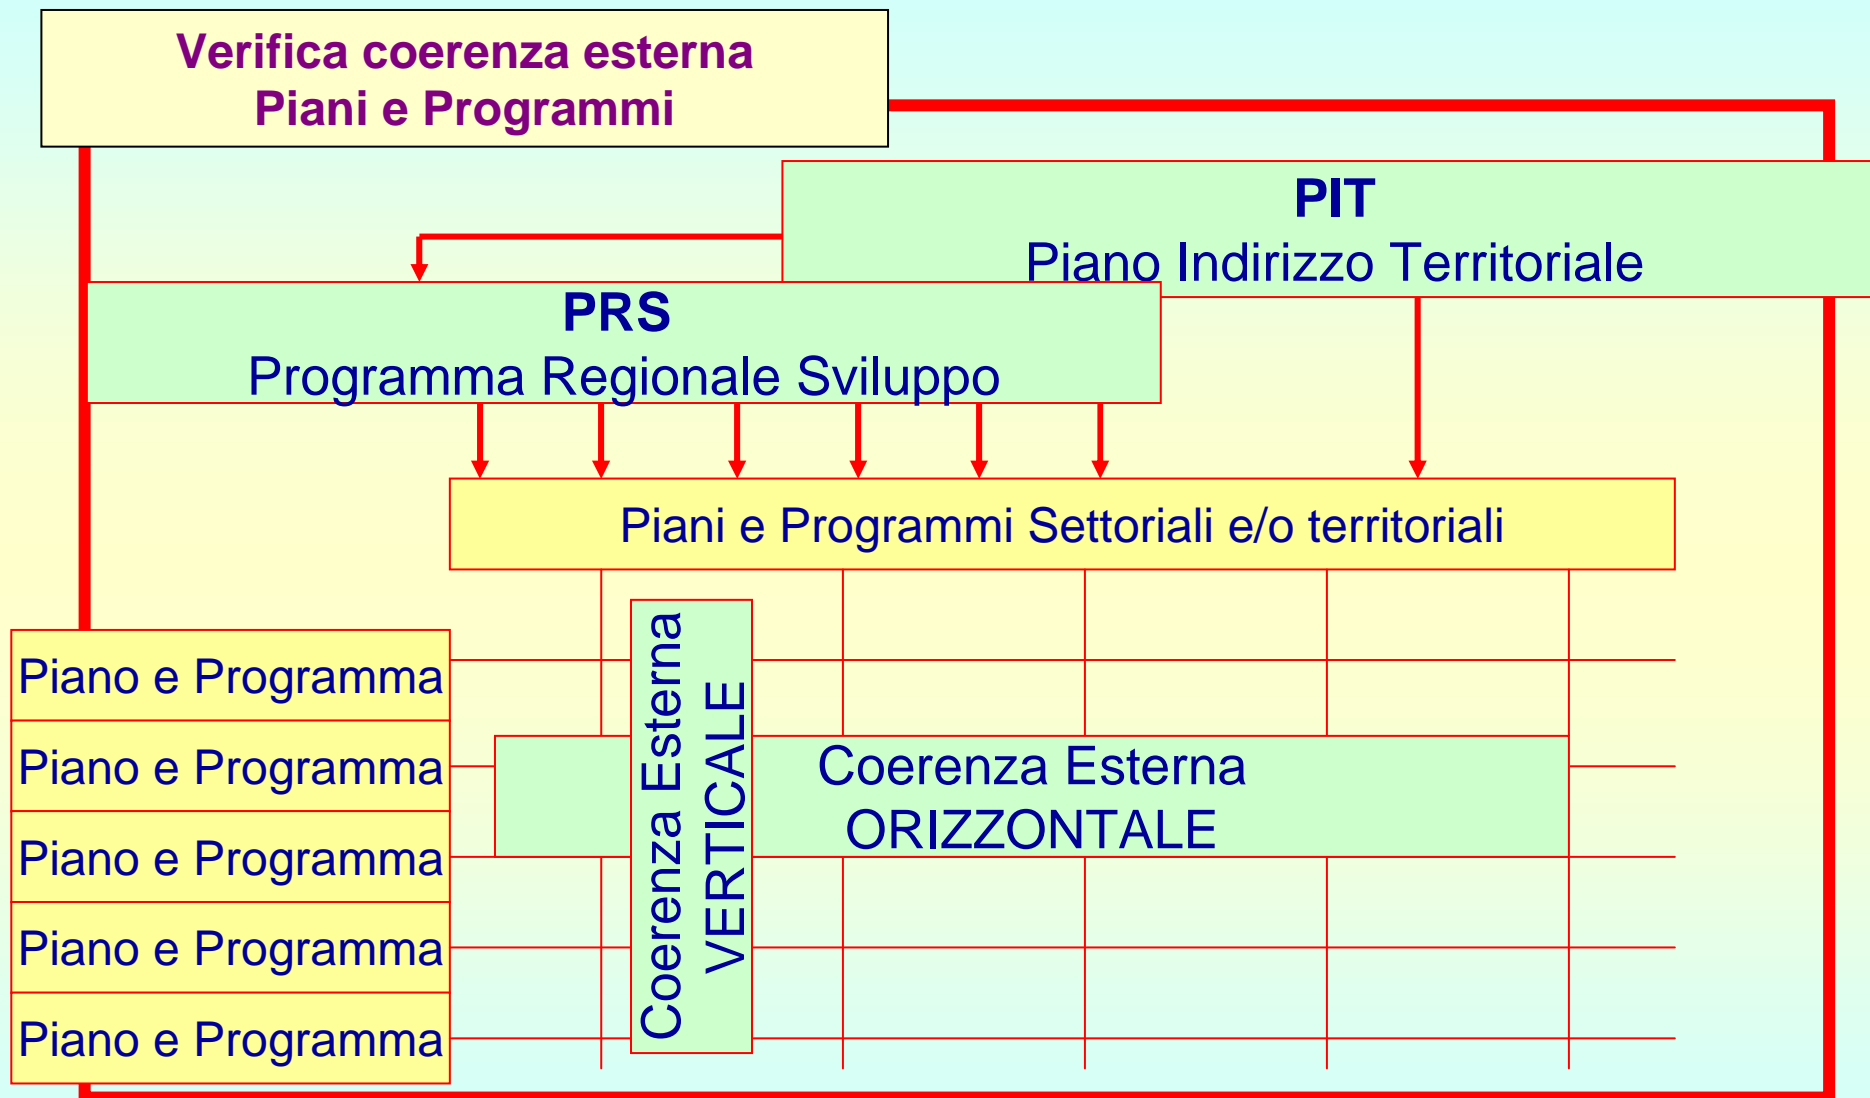 Verifica coerenza esterna
Piani e Programmi
PIT
Piano Indirizzo Territoriale
PRS
Programma Regionale Sviluppo
Piani e Programmi Settoriali e/o territoriali
Piano e Programma
Piano e Programma
Piano e Programma
Piano e Programma
Piano e Programma
Coerenza Esterna
VERTICALE
Coerenza Esterna
ORIZZONTALE